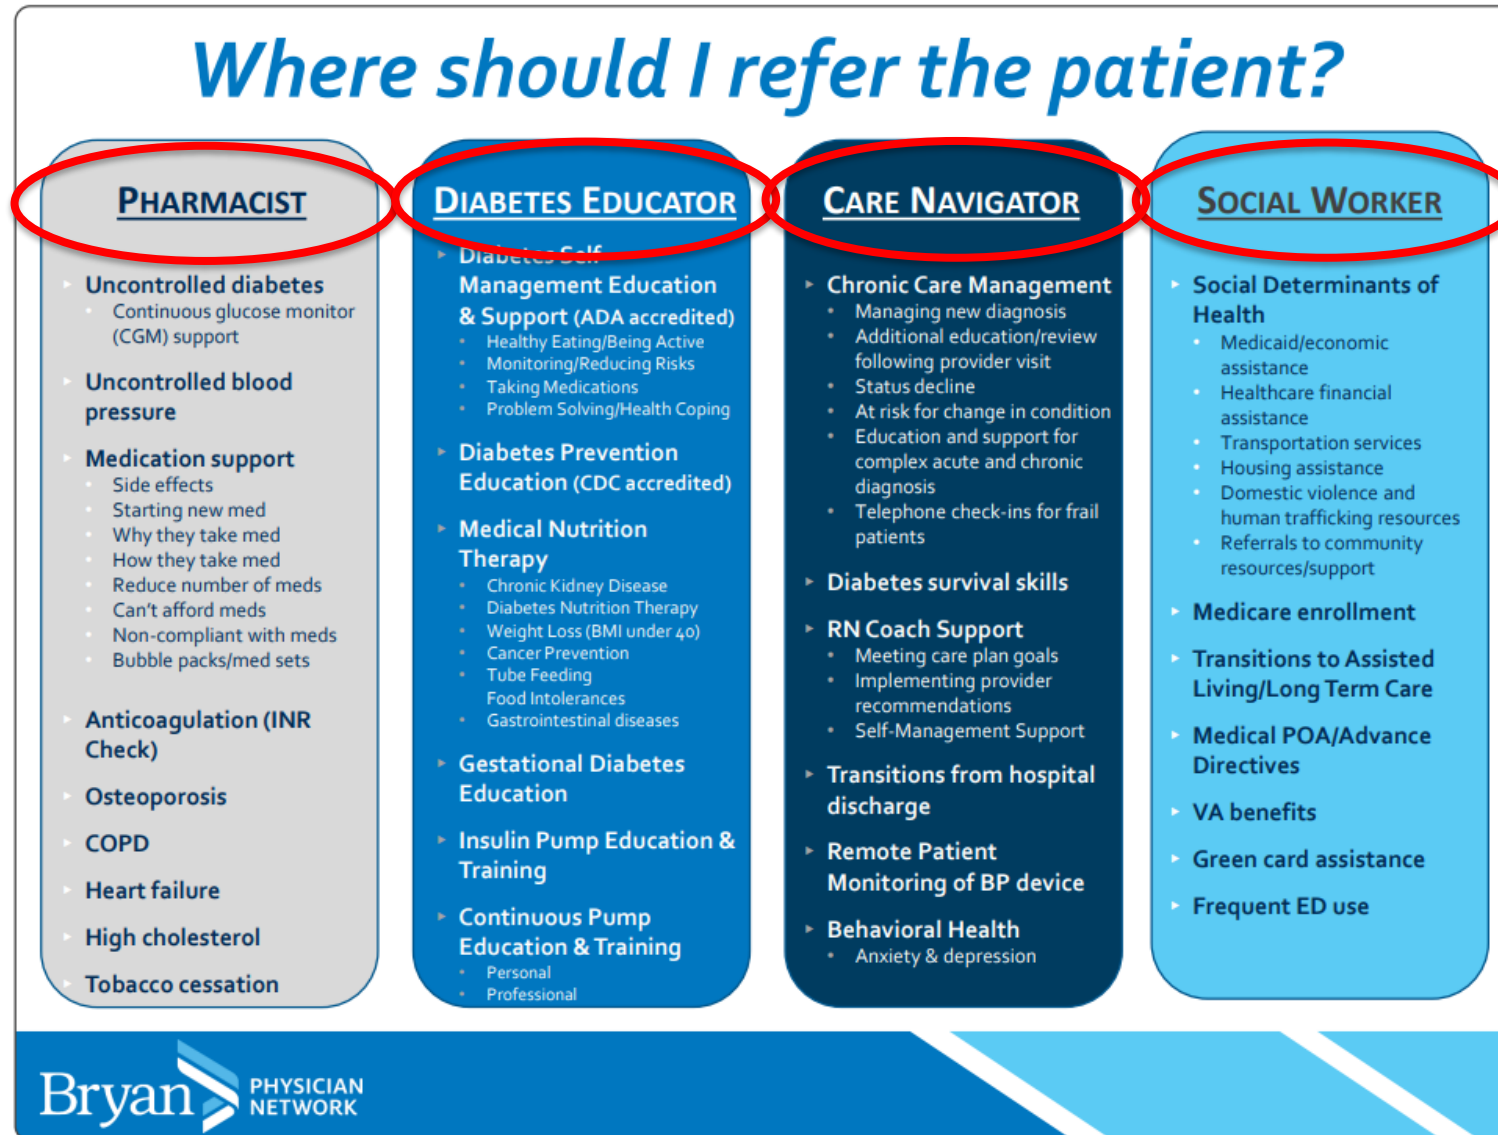 Where should I refer the patient?
PHARMACIST
Uncontrolled diabetes
Continuous glucose monitor
(CGM) support
Uncontrolled blood
pressure
Medication support
Side effects
Starting new med
Why they take med
How they take med
Reduce number of meds
Can't afford meds
Non-compliant with meds
Bubble packs/med sets
Anticoagulation (INR
Check)
Osteoporosis
COPD
Heart failure
High cholesterol
Tobacco cessation
DIABETES EDUCATOR
Diabetes Self
Management Education
& Support (ADA accredited)
Healthy Eating/Being Active
Monitoring/Reducing Risks
Taking Medications
Problem Solving/Health Coping
Diabetes Prevention
Education (CDC accredited)
Medical Nutrition
Therapy
Chronic Kidney Disease
Diabetes Nutrition Therapy
Weight Loss (BMI under 40)
Cancer Prevention
Tube Feeding
Food Intolerances
Gastrointestinal diseases
Gestational Diabetes
Education
Insulin Pump Education &
Training
Continuous Pump
Education & Training
Personal
Professional
CARE NAVIGATOR
Chronic Care Management
Managing new diagnosis
Additional education/review
following provider visit
Status decline
At risk for change in condition
Education and support for
complex acute and chronic
diagnosis
Telephone check-ins for frail
patients
Diabetes survival skills
RN Coach Support
Meeting care plan goals
Implementing provider
recommendations
Self-Management Support
Transitions from hospital
discharge
Remote Patient
Monitoring of BP device
Behavioral Health
Anxiety & depression
SOCIAL WORKER
Social Determinants of
Health
Medicaid/economic
assistance
Healthcare financial
assistance
Transportation services
Housing assistance
Domestic violence and
human trafficking resources
Referrals to community
resources/support
Medicare enrollment
Transitions to Assisted
Living/Long Term Care
Medical POA/Advance
Directives
VA benefits
Green card assistance
Frequent ED use
Bryan
PHYSICIAN
NETWORK